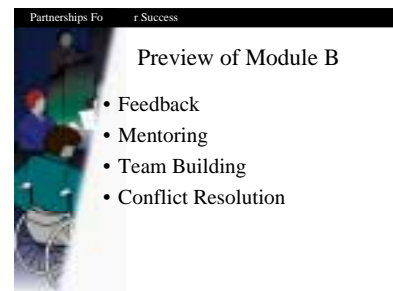 Partnerships Fo r Success
Preview of Module B
• Feedback
• Mentoring
• Team Building
• Conflict Resolution